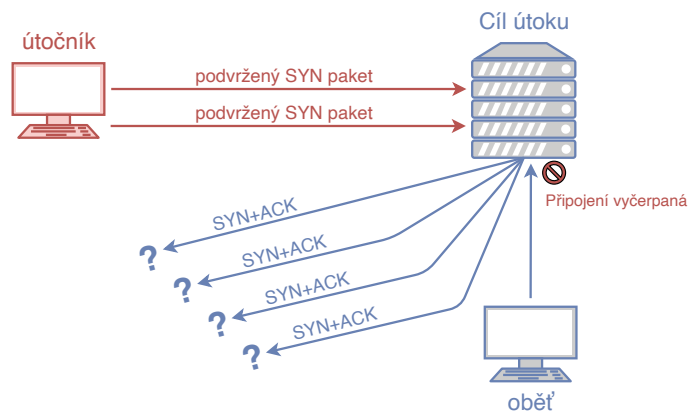 Cíl útoku
útočník
podvržený SYN paket
podvržený SYN paket
Připojení vyčerpaná
SYN+ACK
?
SYN+ACK
?
SYN+ACK
?
SYN+ACK
?
oběť